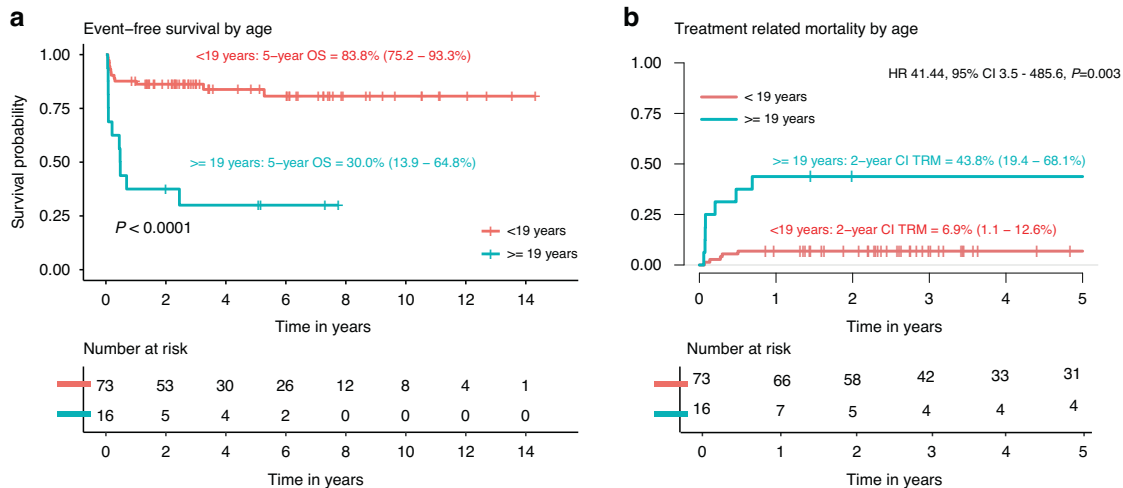 a
Event−free survival by age
<19 years: 5-year OS = 83.8% (75.2 – 93.3%)
>= 19 years: 5-year OS = 30.0% (13.9 – 64.8%)
P < 0.0001
<19 years
>= 19 years
Survival probability
1.00
0.75
0.50
0.25
0.00
0 2 4 6 8 10 12 14
Time in years
Number at risk
73 53 30 26 12 8 4 1
16 5 4 2 0 0 0 0
0 2 4 6 8 10 12 14
Time in years
b
Treatment related mortality by age
HR 41.44, 95% CI 3.5 - 485.6, P=0.003
< 19 years
>= 19 years
>= 19 years: 2-year CI TRM = 43.8% (19.4 – 68.1%)
<19 years: 2-year CI TRM = 6.9% (1.1 – 12.6%)
1.00
0.75
0.50
0.25
0.00
0 1 2 3 4 5
Time in years
Number at risk
73 66 58 42 33 31
16 7 5 4 4 4
0 1 2 3 4 5
Time in years